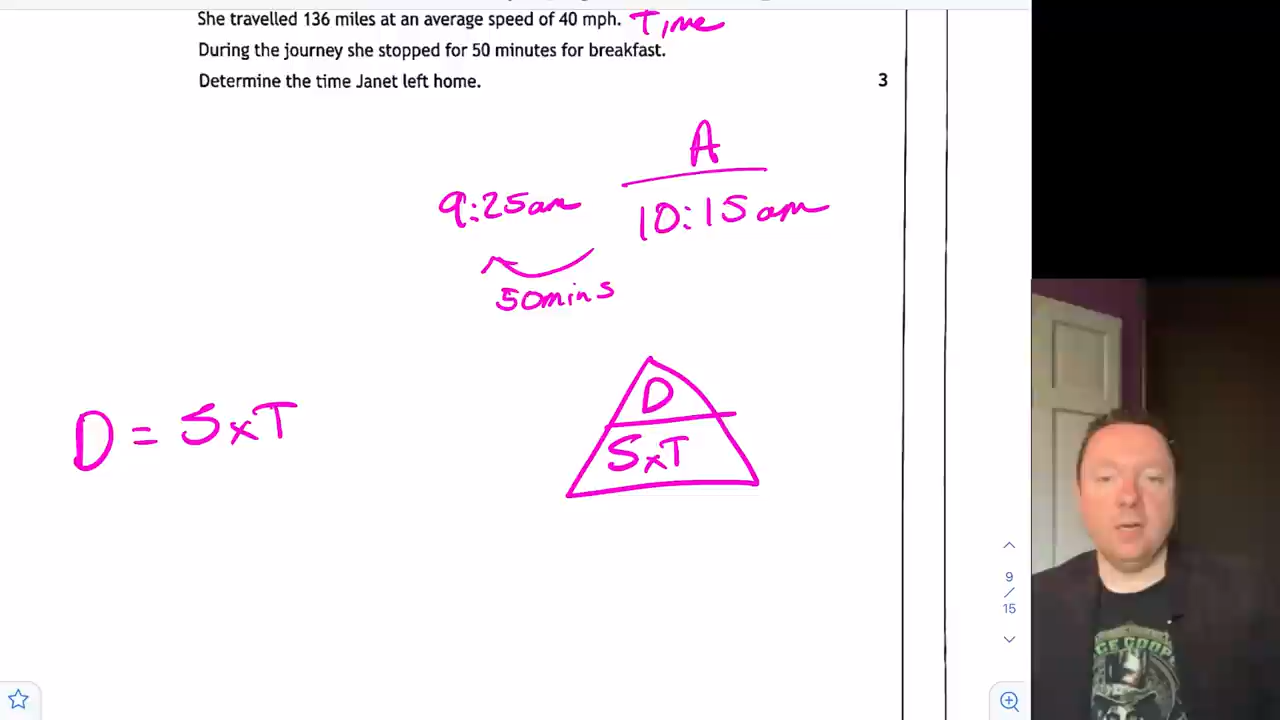 She travelled 136 miles at an average speed of 40 mph. Time
During the journey she stopped for 50 minutes for breakfast.
Determine the time Janet left home.
3
A
9:25am
10:15am
50mins
D = S×T
D
S×T
9
/
15